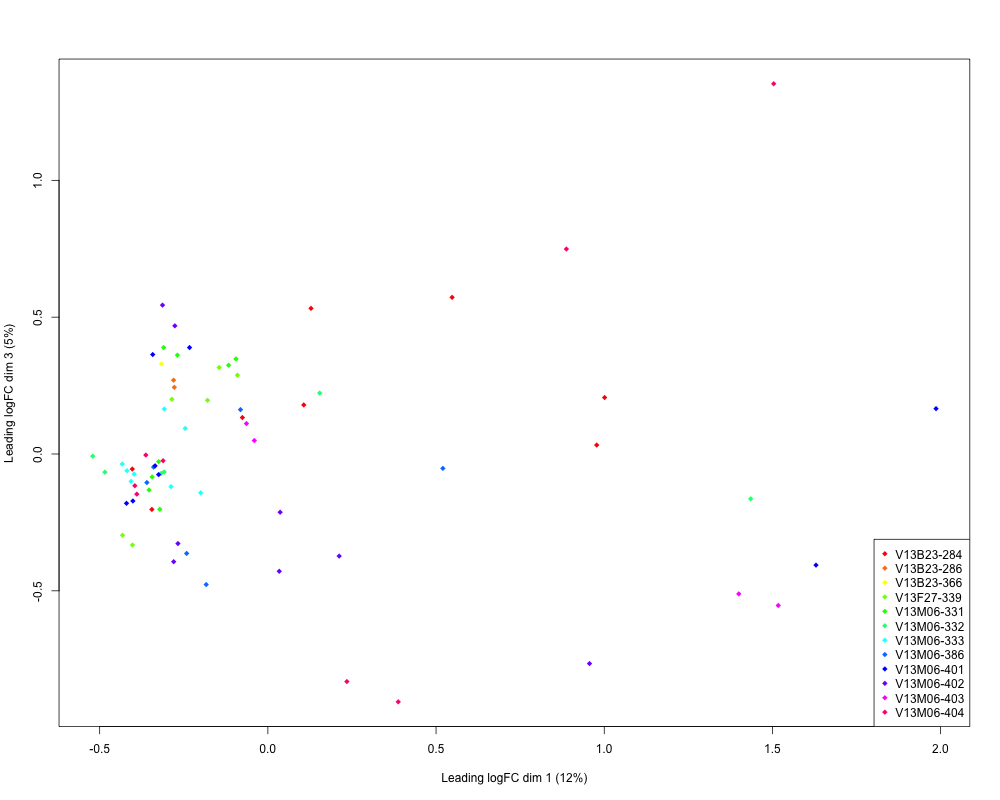 1.0
0.5
0.0
-0.5
Leading logFC dim 3 (5%)
V13B23-284
V13B23-286
V13B23-366
V13F27-339
V13M06-331
V13M06-332
V13M06-333
V13M06-386
V13M06-401
V13M06-402
V13M06-403
V13M06-404
-0.5 0.0 0.5 1.0 1.5 2.0
Leading logFC dim 1 (12%)